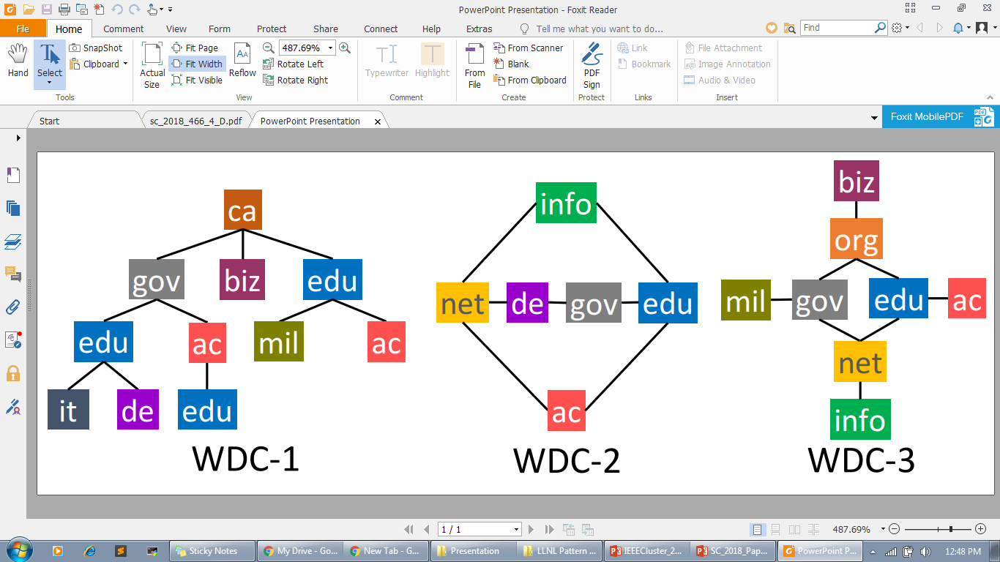 PowerPoint Presentation - Foxit Reader
File Home Comment View Form Protect Share Connect Help Extras Tell me what you want to do... Find
Hand
Select
SnapShot
Clipboard
Tools
Actual Size
Fit Page
Fit Width
Fit Visible
Reflow
487.69%
Rotate Left
Rotate Right
View
Typewriter
Highlight
Comment
From File
From Scanner
Blank
From Clipboard
Create
PDF Sign
Protect
Link
Bookmark
Links
File Attachment
Image Annotation
Audio & Video
Insert
Start sc_2018_466_4_D.pdf PowerPoint Presentation Foxit MobilePDF
PDF
ca
gov biz edu
edu ac mil ac
it de edu
WDC-1
info
net de gov edu
ac
WDC-2
biz
org
mil gov edu ac
net
info
WDC-3
1 / 1 487.69%
Sticky Notes My Drive - Go... New Tab - G... Presentation LLNL Pattern ... IEEECluster_2... SC_2018_Pap... PowerPoint P... 12:48 PM